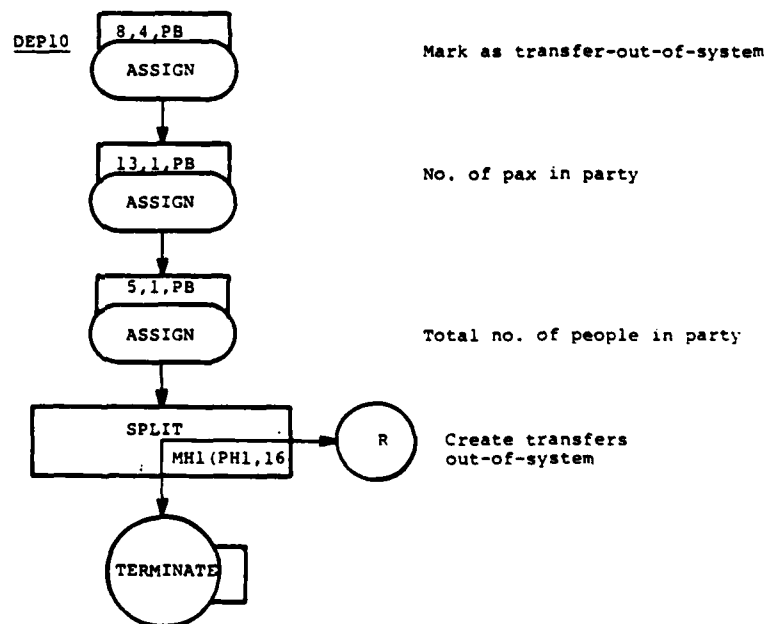 DEP10
8,4,PB
ASSIGN
Mark as transfer-out-of-system
13,1,PB
ASSIGN
No. of pax in party
5,1,PB
ASSIGN
Total no. of people in party
SPLIT
MH1(PH1,16
R
Create transfers
out-of-system
TERMINATE